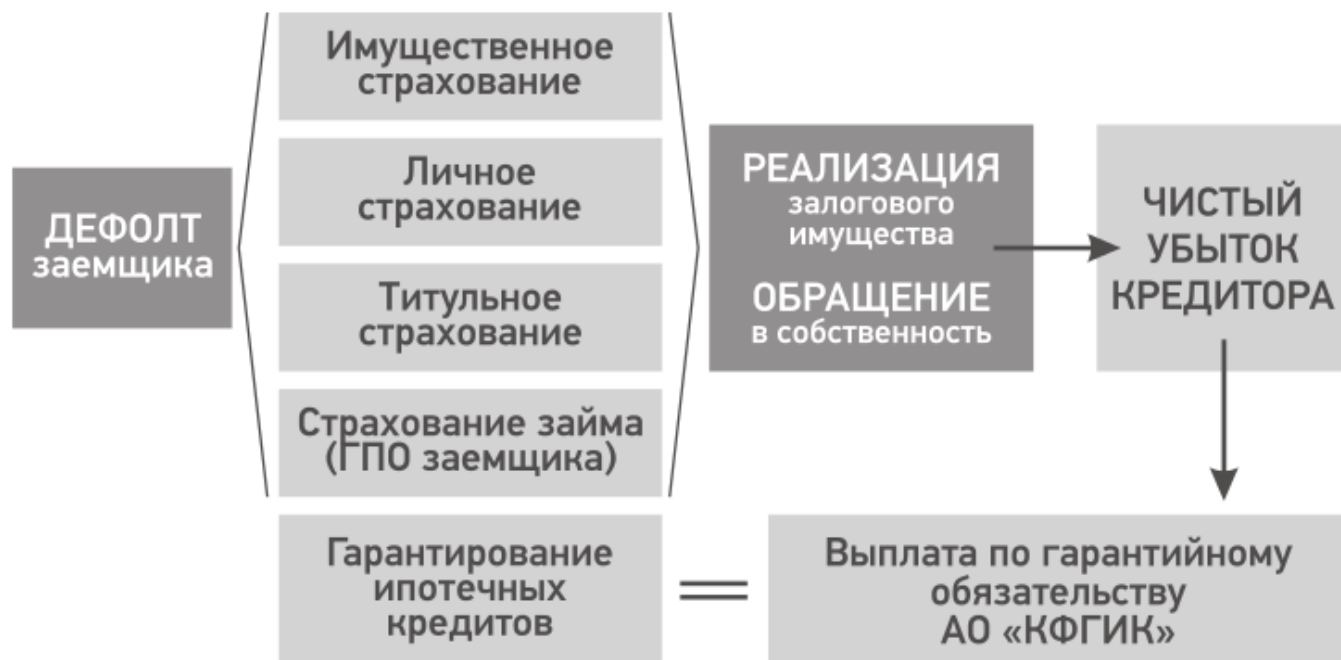 ДЕФОЛТ
заемщика
Имущественное
страхование
Личное
страхование
Титульное
страхование
Страхование займа
(ГПО заемщика)
РЕАЛИЗАЦИЯ
залогового
имущества
ОБРАЩЕНИЕ
в собственность
ЧИСТЫЙ
УБЫТОК
КРЕДИТОРА
Гарантирование
ипотечных
кредитов
Выплата по гарантийному
обязательству
АО «КФГИК»